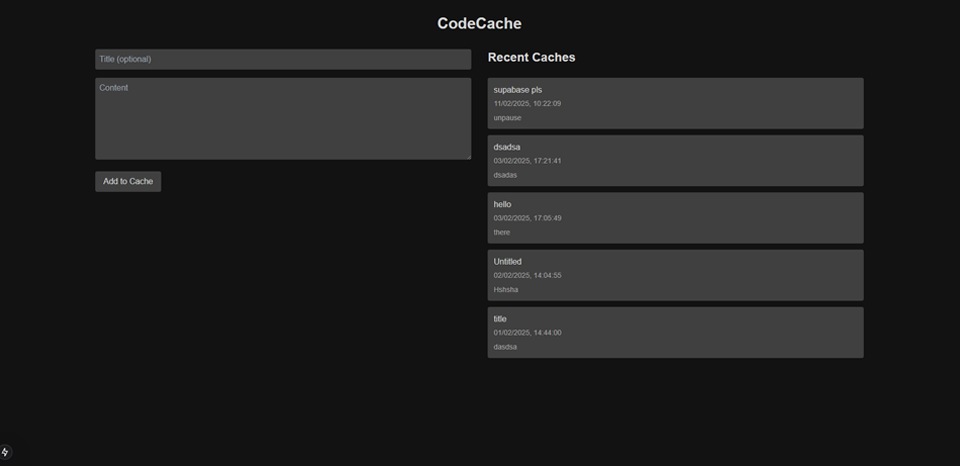 CodeCache
Title (optional)
Content
Add to Cache
Recent Caches
supabase pls
11/02/2025, 10:22:09
unpause
dsadsa
03/02/2025, 17:21:41
dsadas
hello
03/02/2025, 17:05:49
there
Untitled
02/02/2025, 14:04:55
Hshsha
title
01/02/2025, 14:44:00
dasdsa